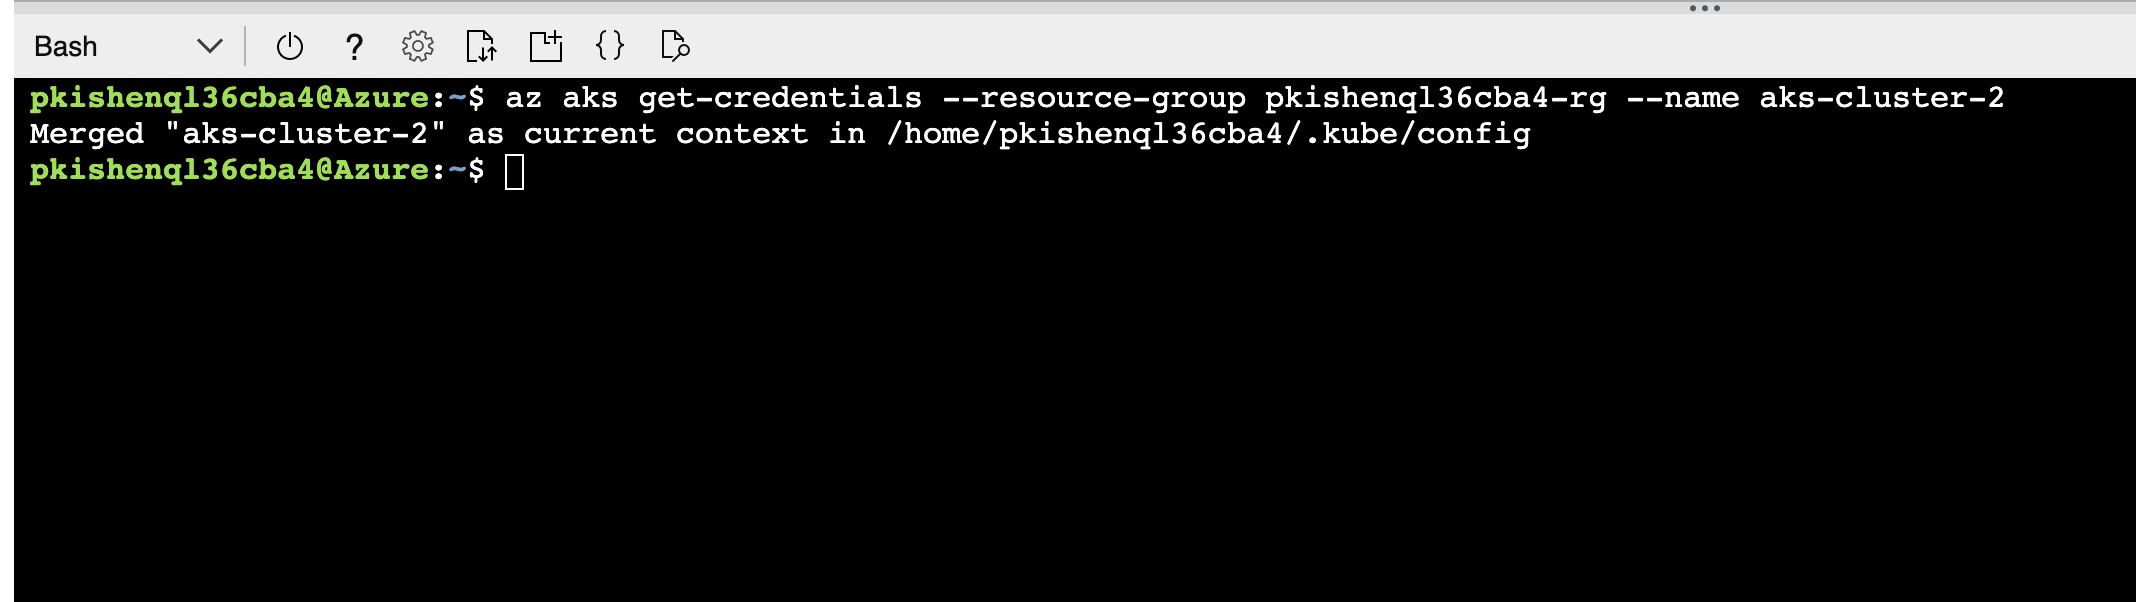 Bash
pkishenql36cba4@Azure:~$ az aks get-credentials --resource-group pkishenql36cba4-rg --name aks-cluster-2
Merged "aks-cluster-2" as current context in /home/pkishenql36cba4/.kube/config
pkishenql36cba4@Azure:~$